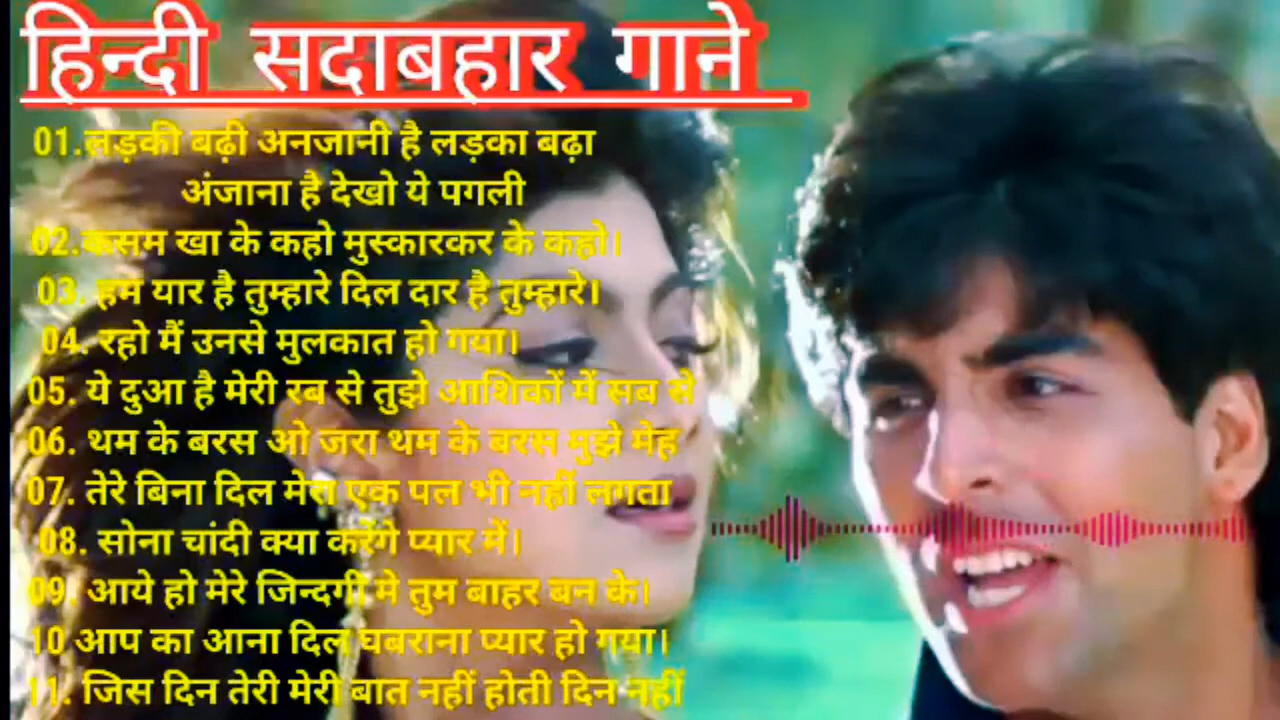 हिन्दी सदाबहार गाने
01.लड़की बढ़ी अनजानी है लड़का बढ़ा
अंजाना है देखो ये पगली
02.कसम खा के कहो मुस्कारकर के कहो।
03. हम यार है तुम्हारे दिल दार है तुम्हारे।
04. रहो मैं उनसे मुलकात हो गया।
05. ये दुआ है मेरी रब से तुझे आशिकों में सब से
06. थम के बरस ओ जरा थम के बरस मुझे मेह
07. तेरे बिना दिल मेरा एक पल भी नहीं लगता
08. सोना चांदी क्या करेंगे प्यार में।
09. आये हो मेरे जिन्दगी मे तुम बाहर बन के।
10 आप का आना दिल घबराना प्यार हो गया।
11. जिस दिन तेरी मेरी बात नहीं होती दिन नहीं